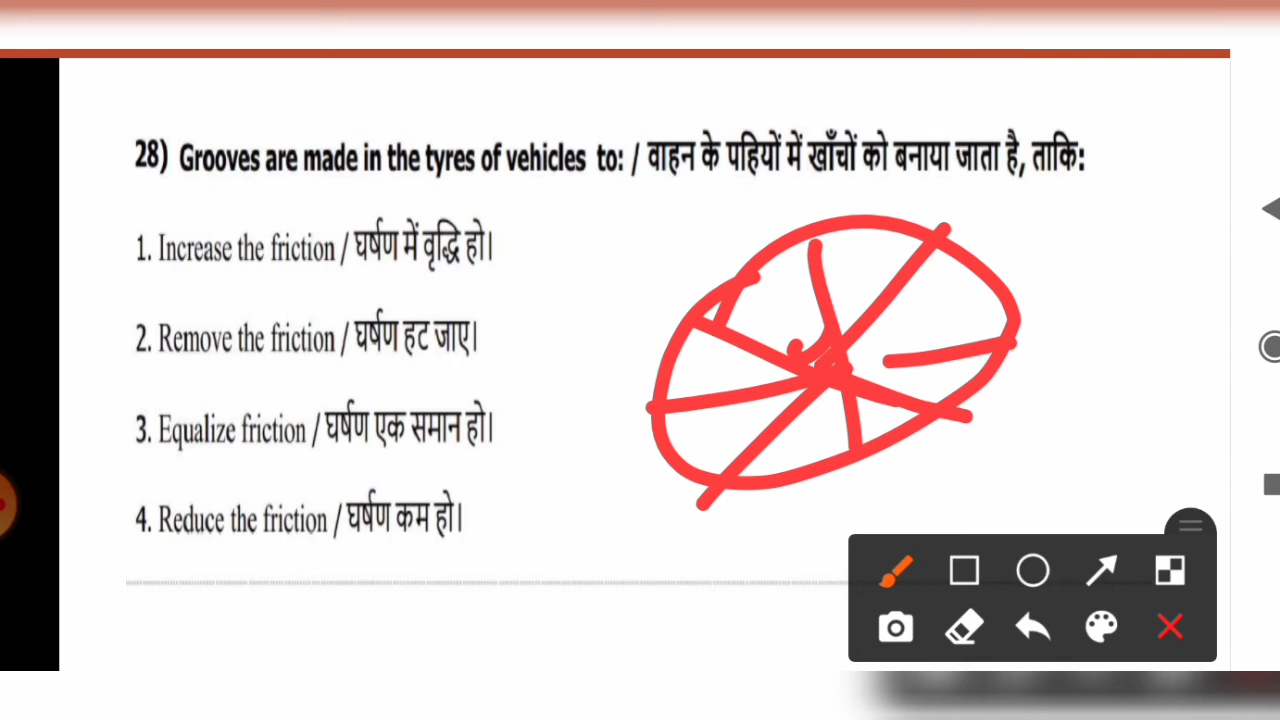 28) Grooves are made in the tyres of vehicles to: / वाहन के पहियों में खाँचों को बनाया जाता है, ताकि:
1. Increase the friction / घर्षण में वृद्धि हो।
2. Remove the friction / घर्षण हट जाए।
3. Equalize friction / घर्षण एक समान हो।
4. Reduce the friction / घर्षण कम हो।